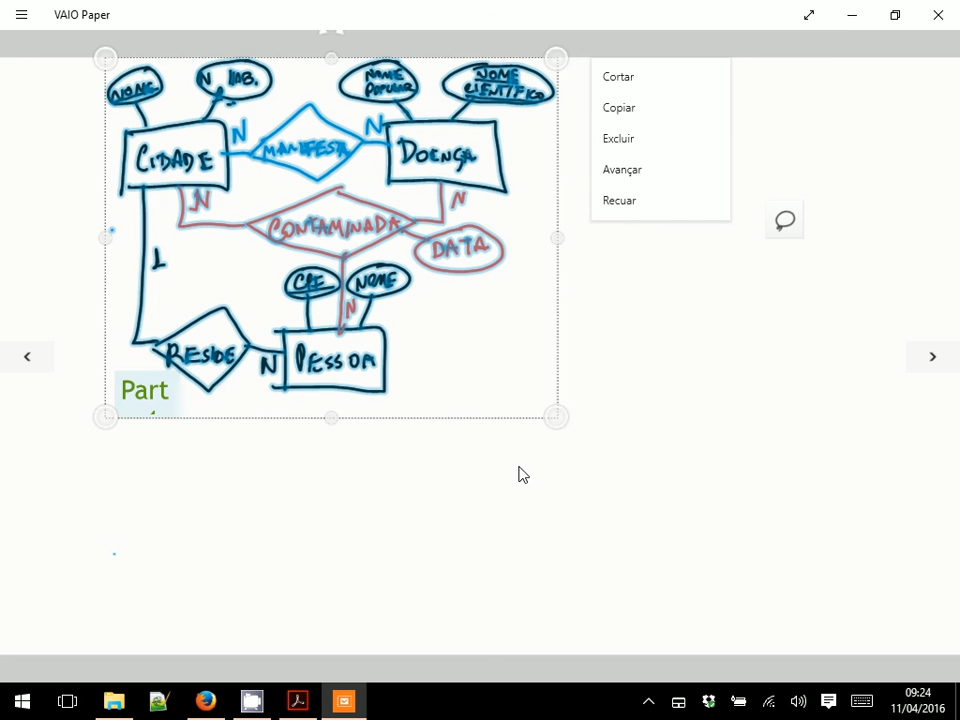 VAIO Paper
NOME
N HAB.
NOME POPULAR
NOME CIENTÍFICO
Cortar
Copiar
Excluir
Avançar
Recuar
CIDADE
N
MANIFESTA
N
DOENÇA
N
CONTAMINADA
N
DATA
1
CPF
NOME
N
RESIDE
N
PESSOA
Part
09:24
11/04/2016